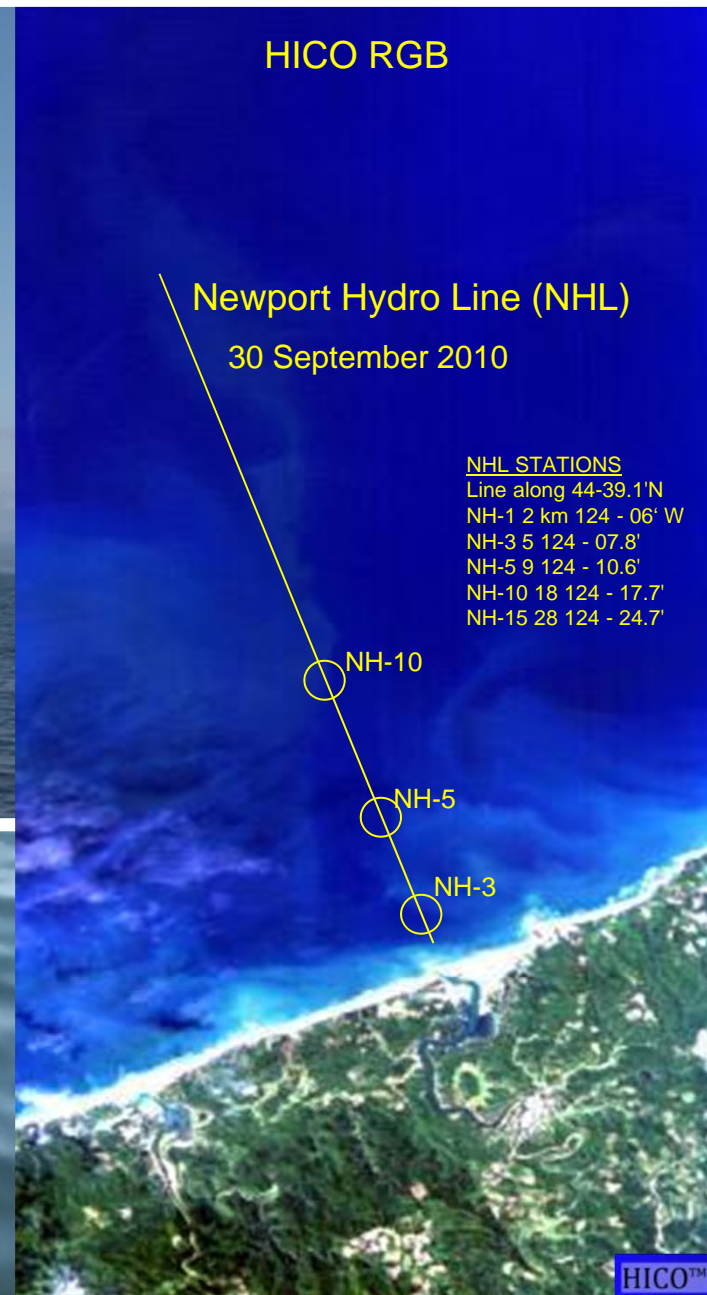 HICO RGB
Newport Hydro Line (NHL)
30 September 2010
NHL STATIONS
Line along 44-39.1'N
NH-1 2 km 124 - 06‘ W
NH-3 5 124 - 07.8'
NH-5 9 124 - 10.6'
NH-10 18 124 - 17.7'
NH-15 28 124 - 24.7'
NH-10
NH-5
NH-3
HICO™